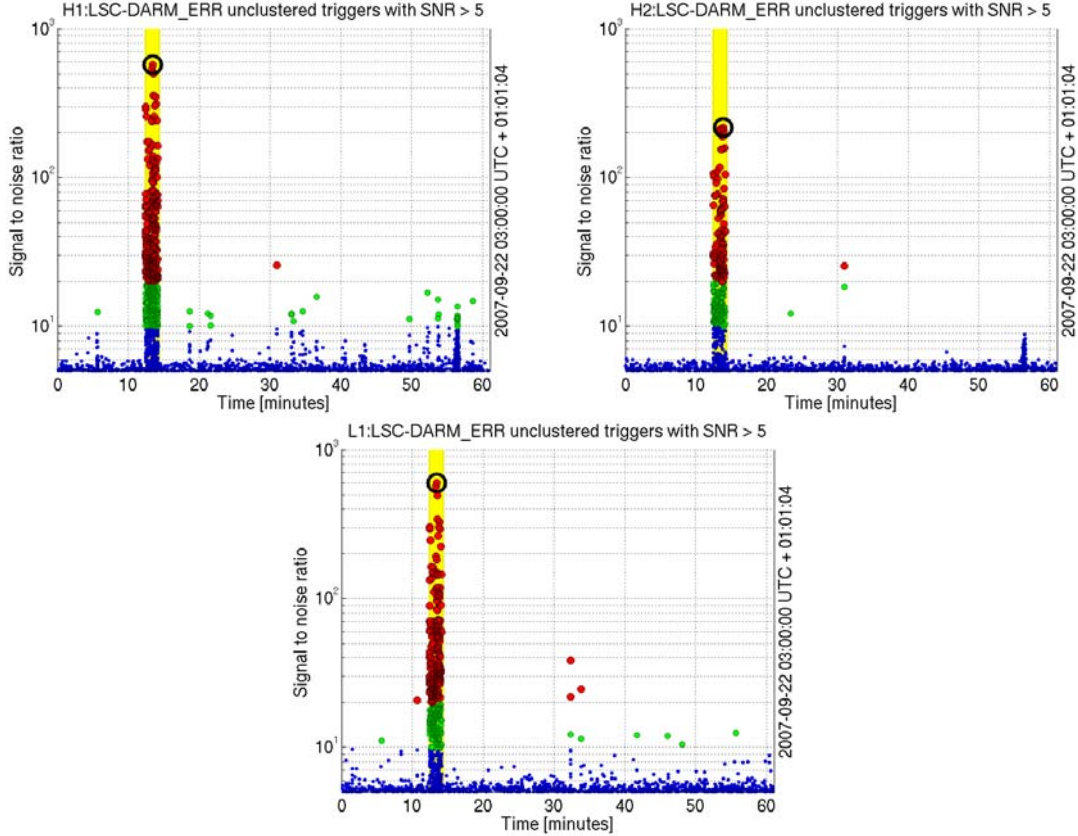 H1:LSC-DARM_ERR unclustered triggers with SNR > 5
Signal to noise ratio
10³
10²
10¹
0 10 20 30 40 50 60
Time [minutes]
2007-09-22 03:00:00 UTC + 01:01:04
H2:LSC-DARM_ERR unclustered triggers with SNR > 5
Signal to noise ratio
10³
10²
10¹
0 10 20 30 40 50 60
Time [minutes]
2007-09-22 03:00:00 UTC + 01:01:04
L1:LSC-DARM_ERR unclustered triggers with SNR > 5
Signal to noise ratio
10³
10²
10¹
0 10 20 30 40 50 60
Time [minutes]
2007-09-22 03:00:00 UTC + 01:01:04